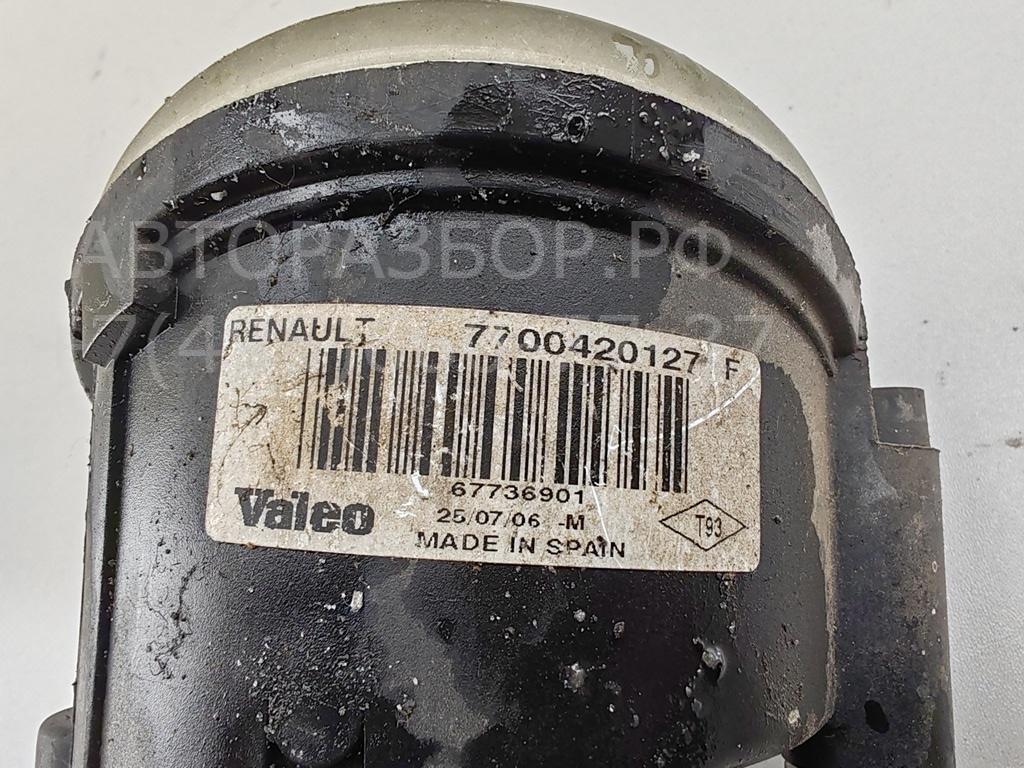 АВТОРАЗБОР.РФ
RENAULT 7700420127 F
67736901
Valeo
25/07/06 -M
MADE IN SPAIN
T93